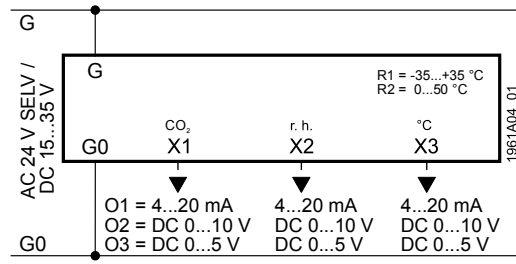 G
AC 24 V SELV /
DC 15...35 V
G
R1 = -35...+35 °C
R2 = 0...50 °C
CO₂
r. h.
°C
G0
X1
X2
X3
1961A04_01
O1 = 4...20 mA
4...20 mA
4...20 mA
O2 = DC 0...10 V
DC 0...10 V
DC 0...10 V
O3 = DC 0...5 V
DC 0...5 V
DC 0...5 V
G0